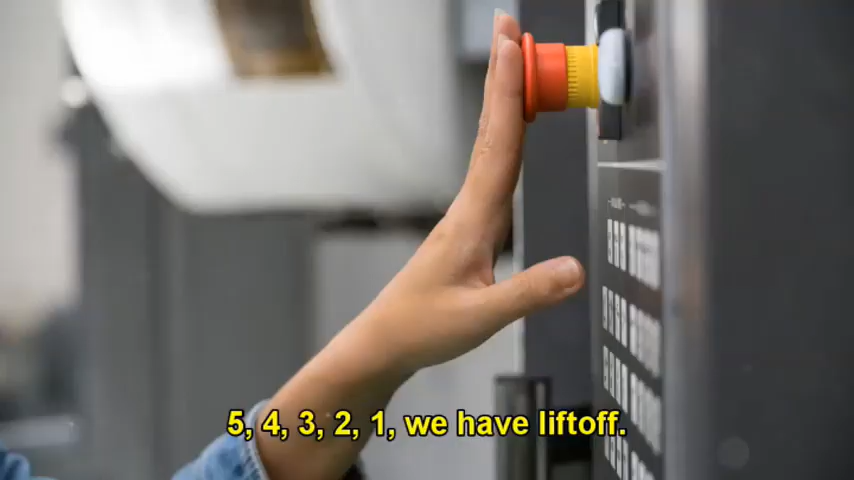 5, 4, 3, 2, 1, we have liftoff.